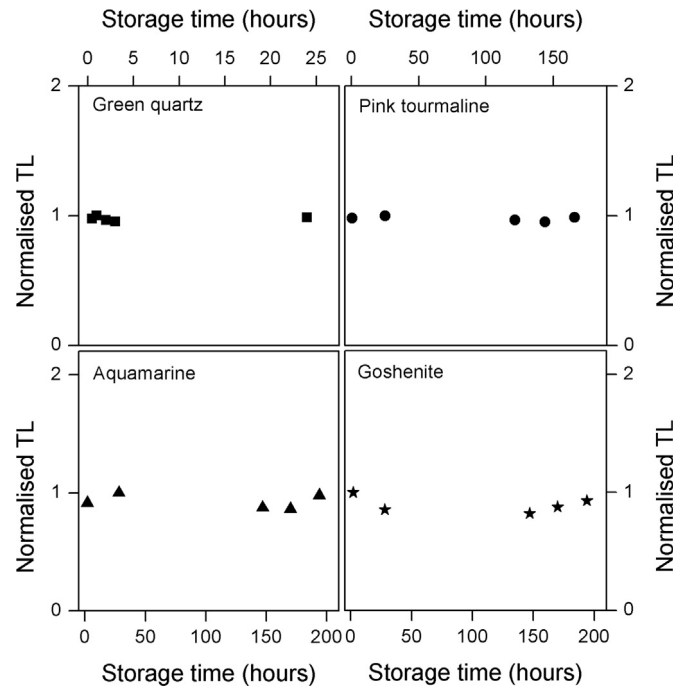 Storage time (hours) Storage time (hours)
0 5 10 15 20 25 0 50 100 150
2 Green quartz Pink tourmaline 2
Normalised TL 1 1 Normalised TL
0 0
2 Aquamarine Goshenite 2
Normalised TL 1 1 Normalised TL
0 0
0 50 100 150 200 0 50 100 150 200
Storage time (hours) Storage time (hours)